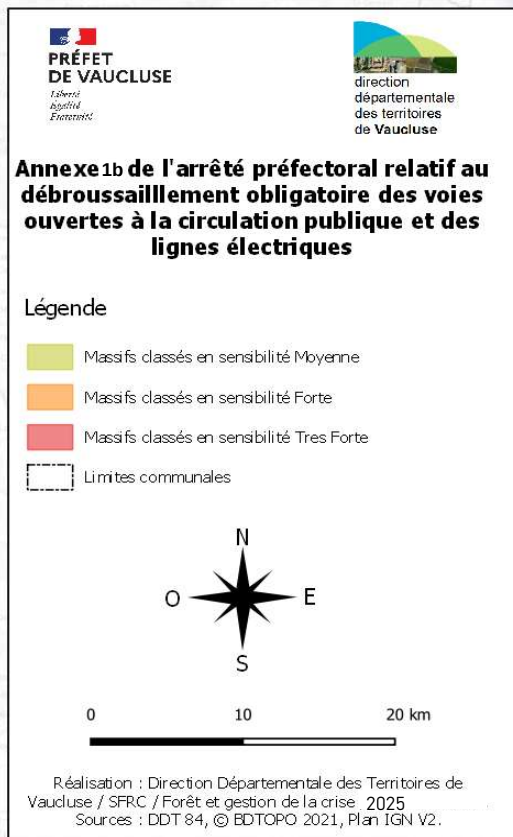 PRÉFET
DE VAUCLUSE
Liberté
Égalité
Fraternité
direction
départementale
des territoires
de Vaucluse
Annexe 1b de l'arrêté préfectoral relatif au
débroussailllement obligatoire des voies
ouvertes à la circulation publique et des
lignes électriques
Légende
Massifs classés en sensibilité Moyenne
Massifs classés en sensibilité Forte
Massifs classés en sensibilité Tres Forte
Limites communales
N
O
E
S
0 10 20 km
Réalisation : Direction Départementale des Territoires de
Vaucluse / SFRC / Forêt et gestion de la crise 2025
Sources : DDT 84, © BDTOPO 2021, Plan IGN V2.